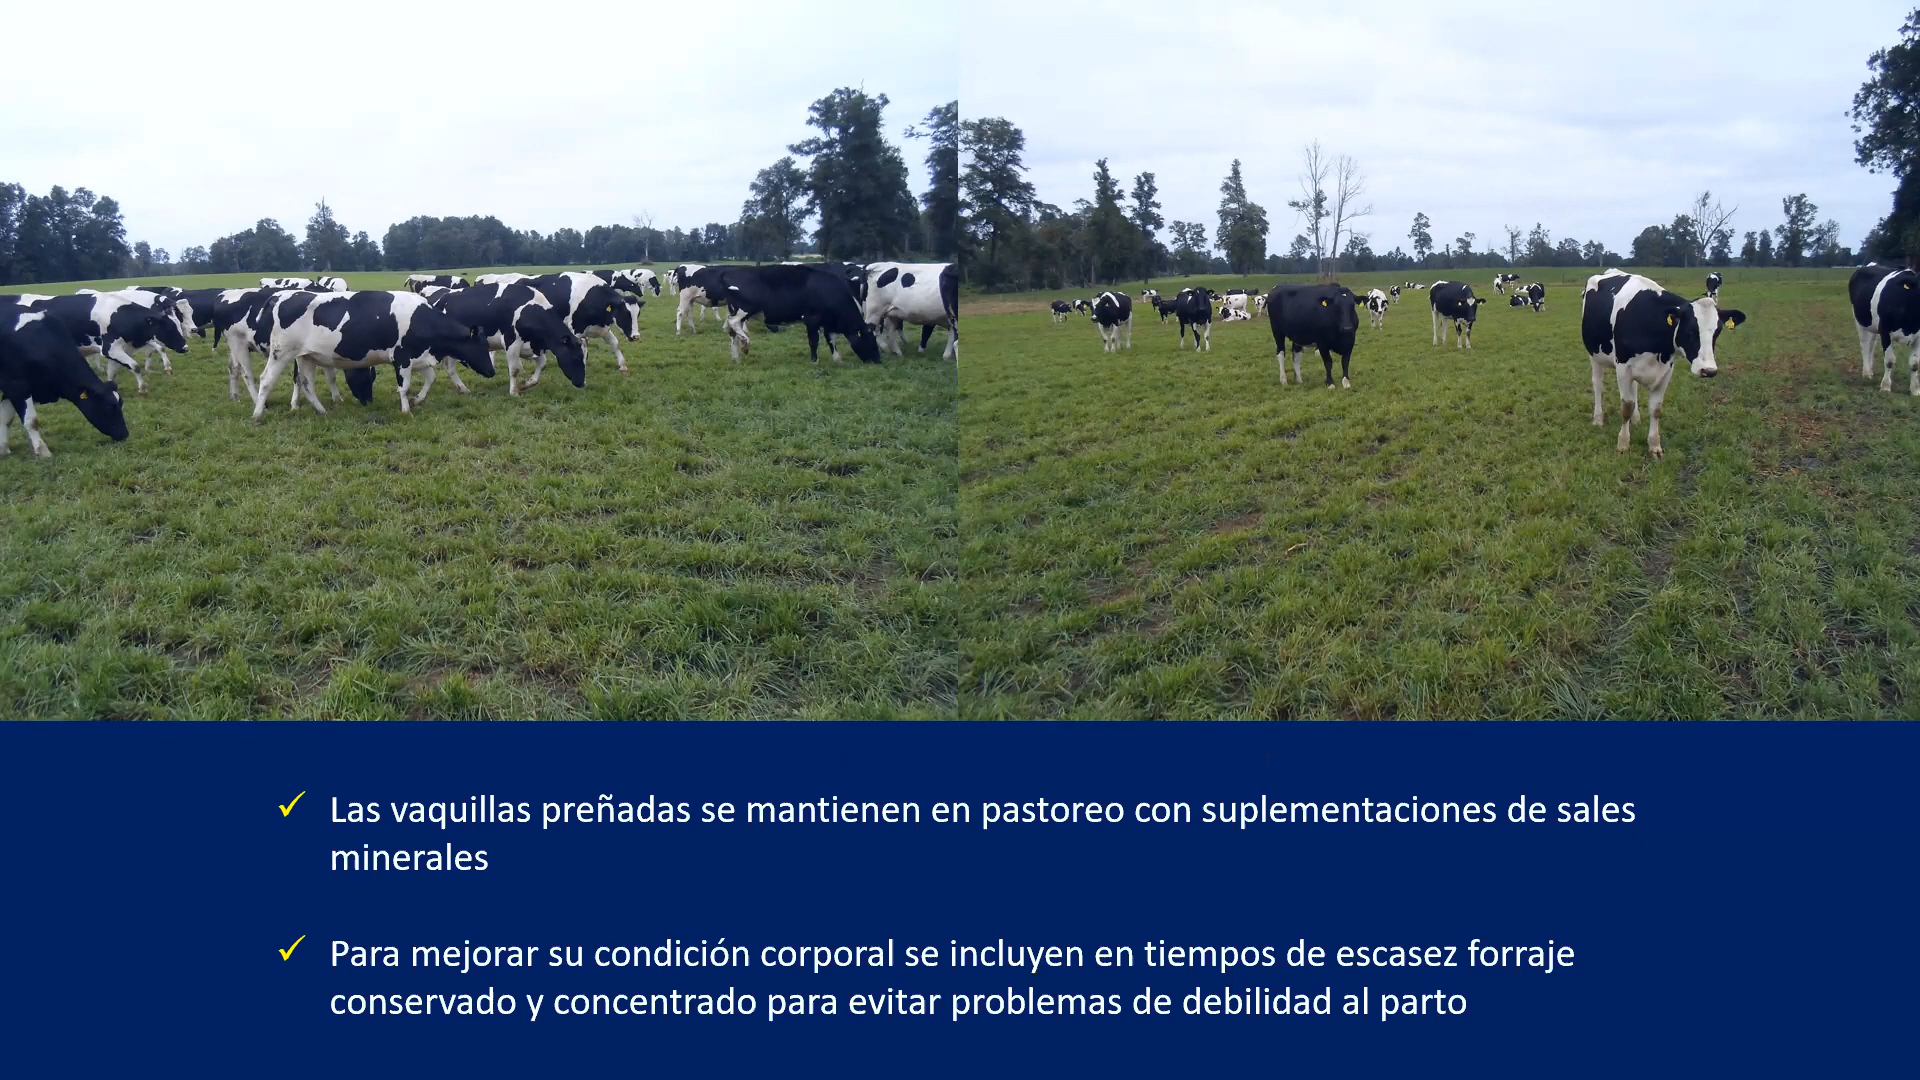 ✓ Las vaquillas preñadas se mantienen en pastoreo con suplementaciones de sales
minerales
✓ Para mejorar su condición corporal se incluyen en tiempos de escasez forraje
conservado y concentrado para evitar problemas de debilidad al parto